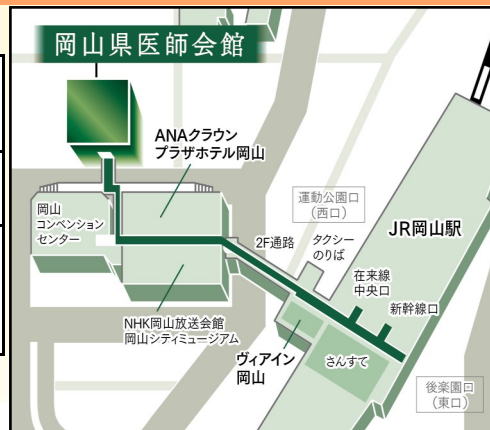 岡山県医師会館
ANAクラウン
プラザホテル岡山
岡山
コンベンション
センター
運動公園口
（西口）
JR岡山駅
2F通路
タクシー
のりば
在来線
中央口
新幹線口
NHK岡山放送会館
岡山シティミュージアム
ヴィアイン
岡山
さんすて
後楽園口
（東口）